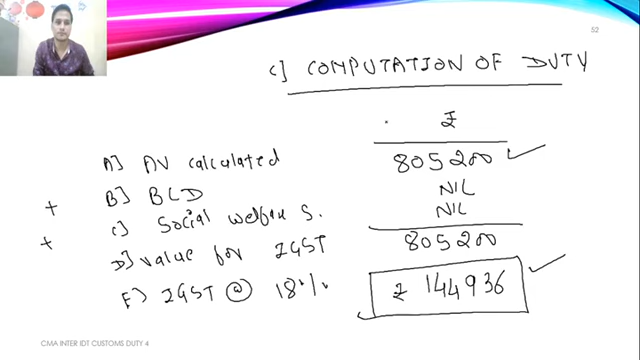 52
C] COMPUTATION OF DUTY
₹
A] AV calculated 805200
+ B] BCD NIL
+ C] Social welfare S. NIL
D] value for IGST 805200
E) IGST @ 18% ₹ 144936
CMA INTER IDT CUSTOMS DUTY 4